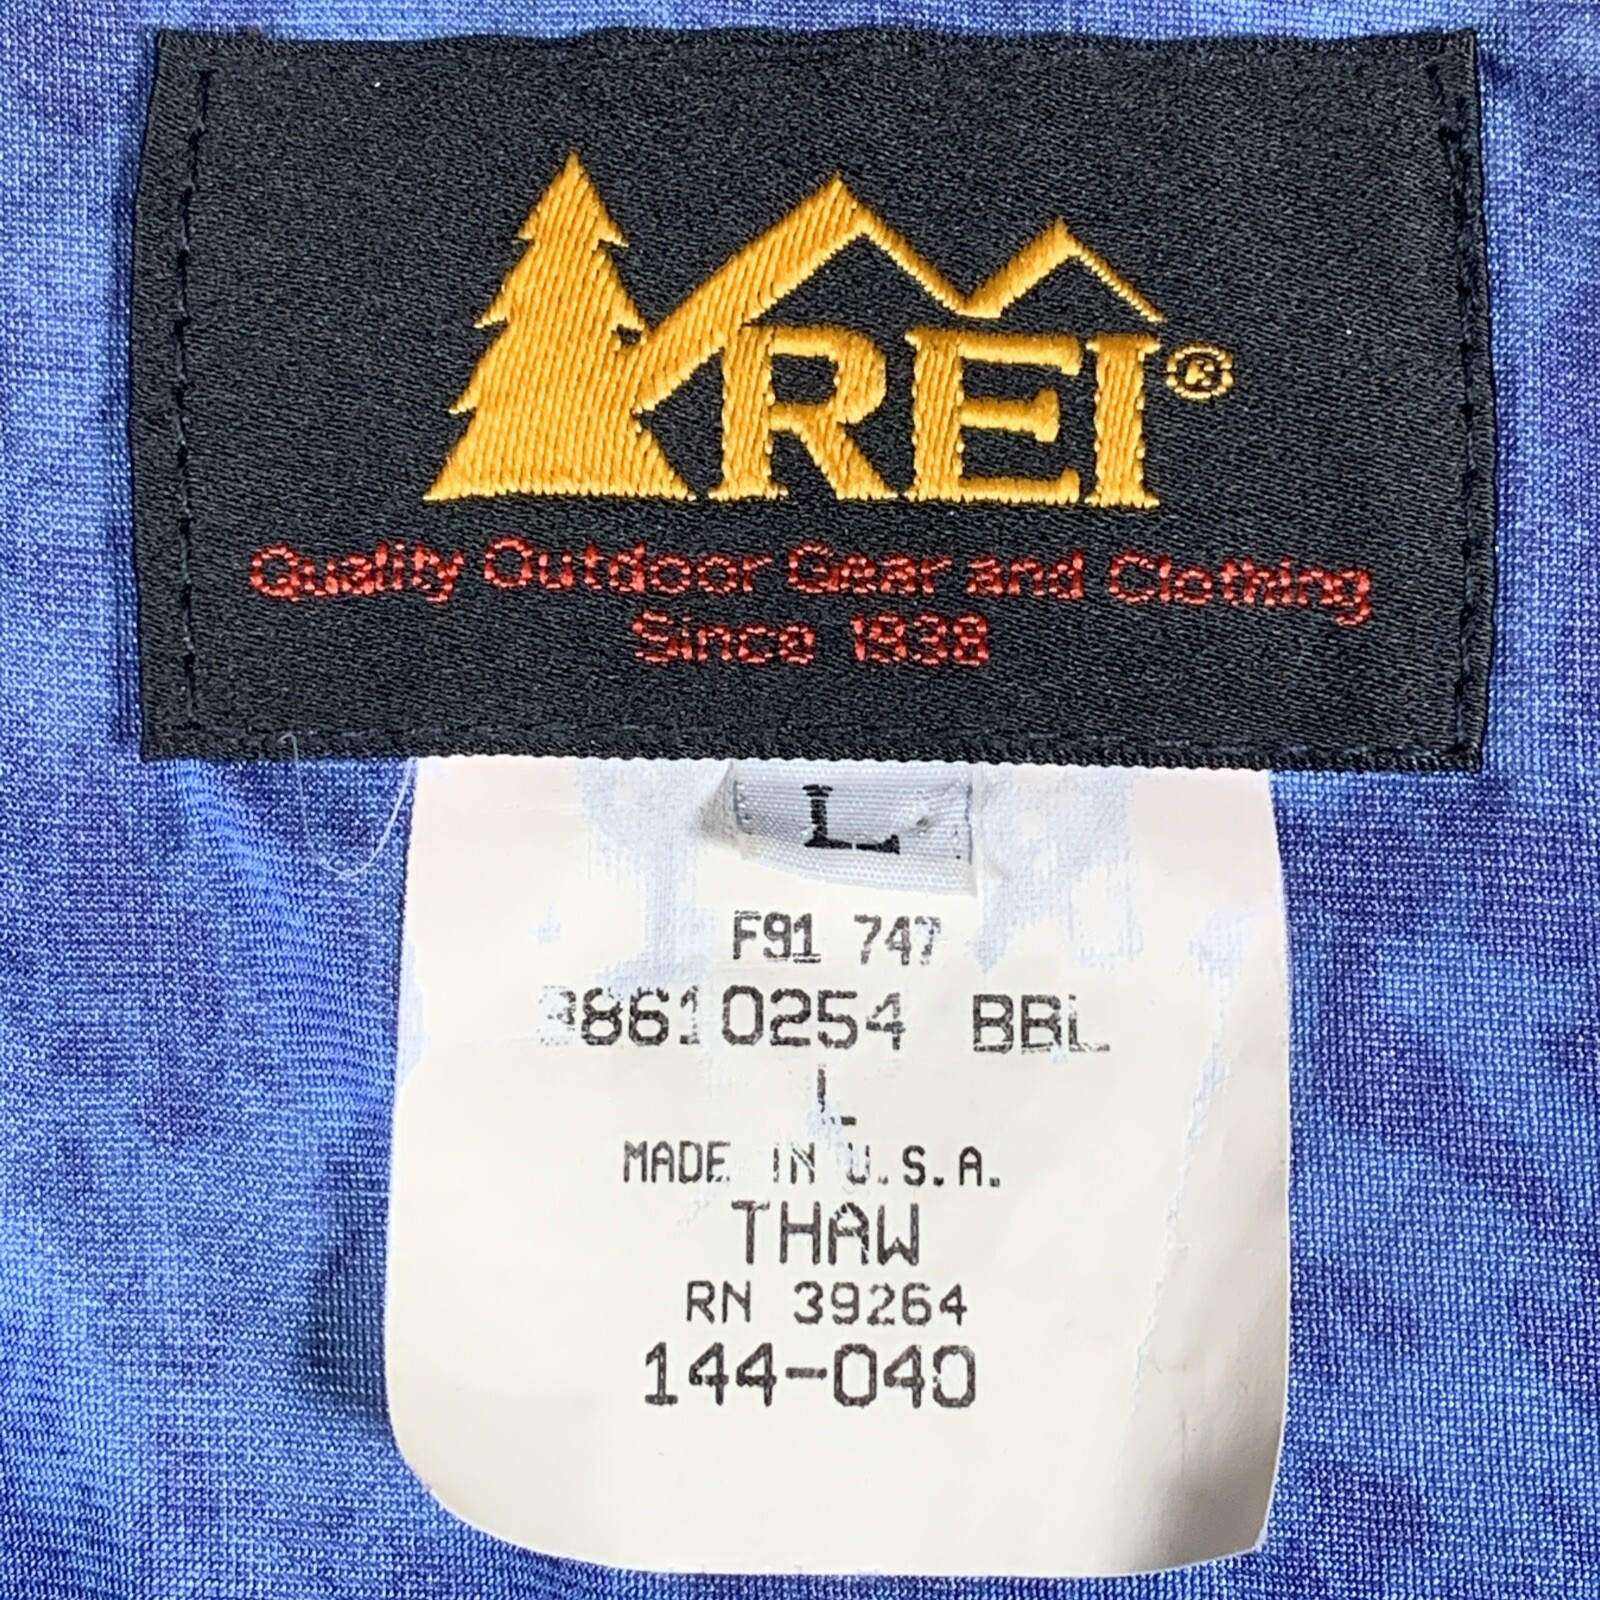 REI®
Quality Outdoor Gear and Clothing
Since 1938
L
F91 747
38610254 BBL
L
MADE IN U.S.A.
THAW
RN 39264
144-040